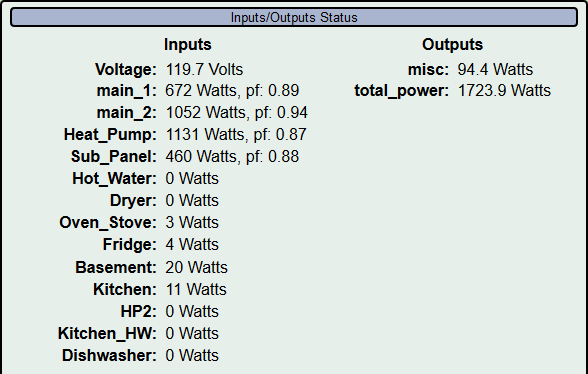 Inputs/Outputs Status
Inputs Outputs
Voltage: 119.7 Volts misc: 94.4 Watts
main_1: 672 Watts, pf: 0.89 total_power: 1723.9 Watts
main_2: 1052 Watts, pf: 0.94
Heat_Pump: 1131 Watts, pf: 0.87
Sub_Panel: 460 Watts, pf: 0.88
Hot_Water: 0 Watts
Dryer: 0 Watts
Oven_Stove: 3 Watts
Fridge: 4 Watts
Basement: 20 Watts
Kitchen: 11 Watts
HP2: 0 Watts
Kitchen_HW: 0 Watts
Dishwasher: 0 Watts